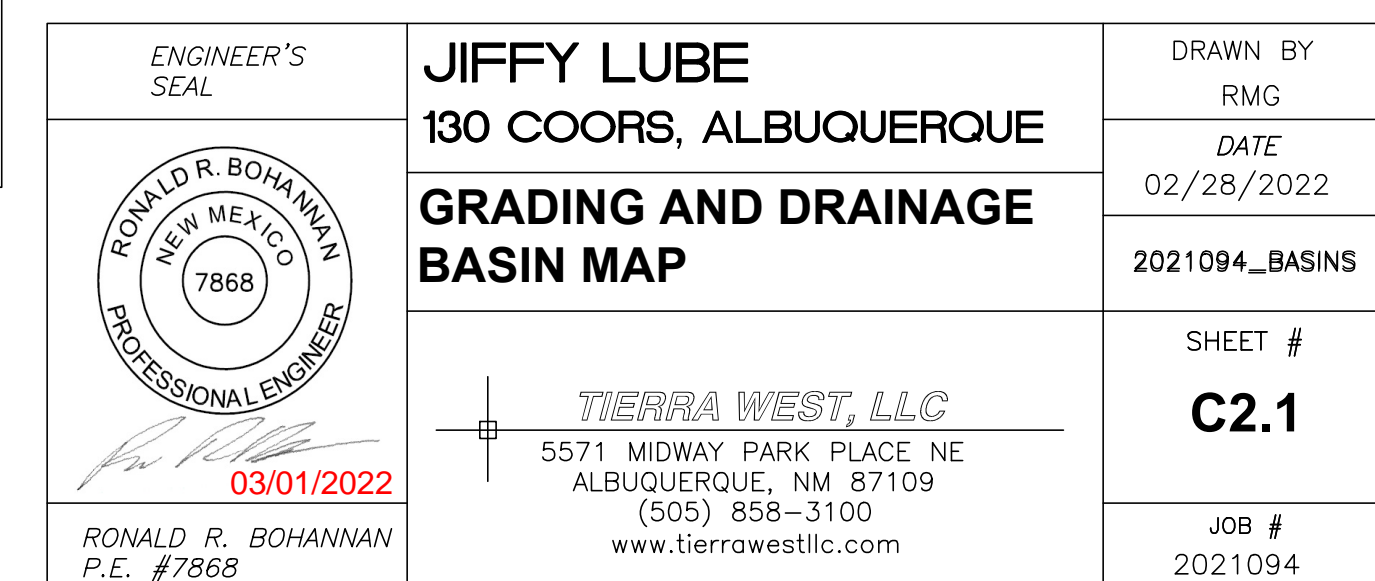 ENGINEER'S
SEAL
RONALD R. BOHANNAN
NEW MEXICO
7868
PROFESSIONAL ENGINEER
03/01/2022
RONALD R. BOHANNAN
P.E. #7868
JIFFY LUBE
130 COORS, ALBUQUERQUE
GRADING AND DRAINAGE
BASIN MAP
TIERRA WEST, LLC
5571 MIDWAY PARK PLACE NE
ALBUQUERQUE, NM 87109
(505) 858-3100
www.tierrawestllc.com
DRAWN BY
RMG
DATE
02/28/2022
2021094_BASINS
SHEET #
C2.1
JOB #
2021094